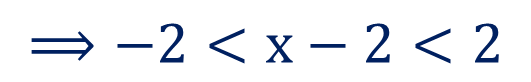 ⟹ −2 < x − 2 < 2